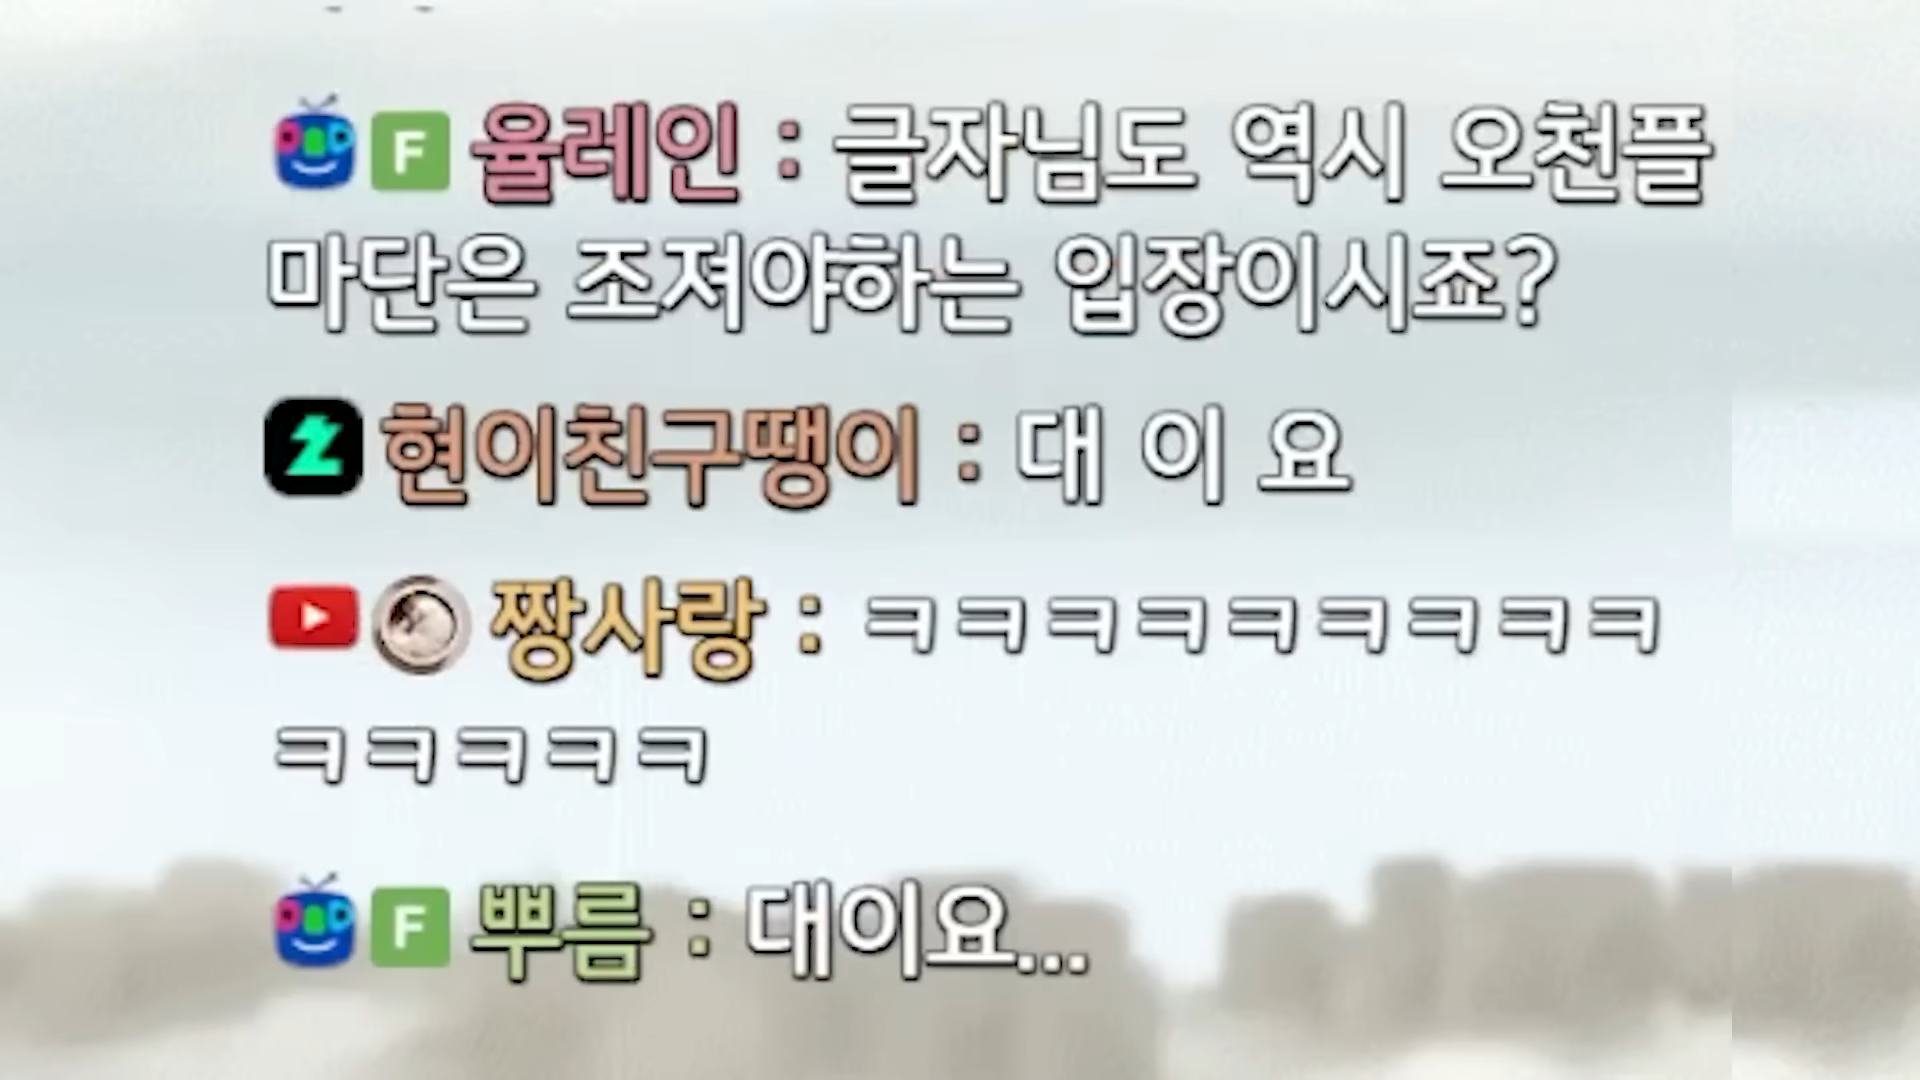 F 율레인 : 글자님도 역시 오천플
마단은 조져야하는 입장이시죠?
현이친구땡이 : 대 이 요
짱사랑 : ㅋㅋㅋㅋㅋㅋㅋㅋㅋ
ㅋㅋㅋㅋㅋ
F 뿌름 : 대이요...